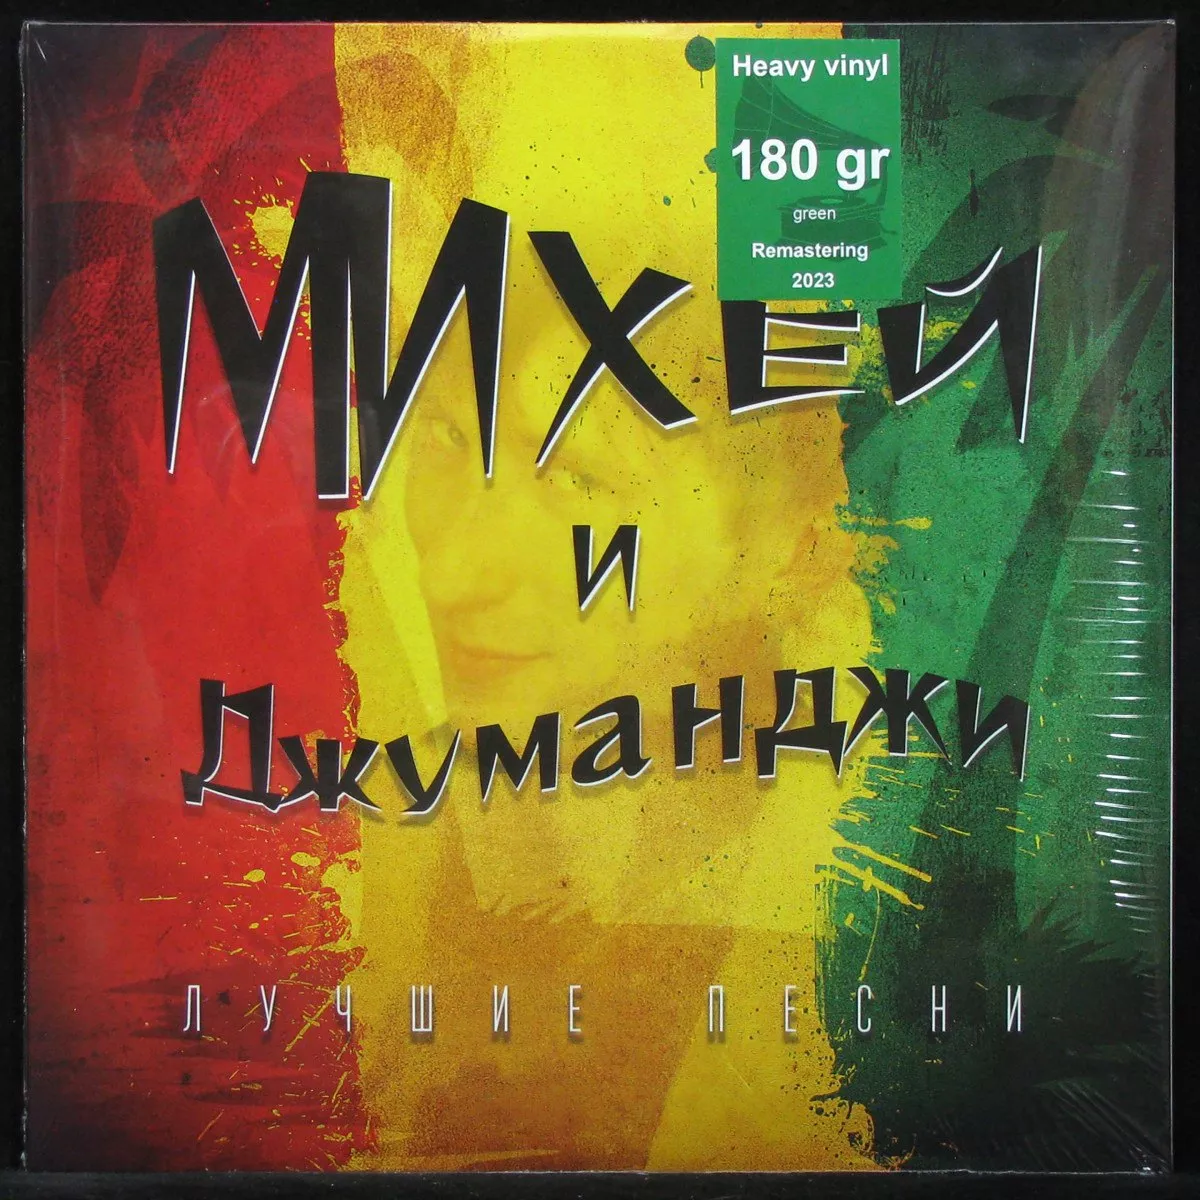 Heavy vinyl
180 gr
green
Remastering
2023
МИХЕЙ
и
Джуманджи
ЛУЧШИЕ ПЕСНИ